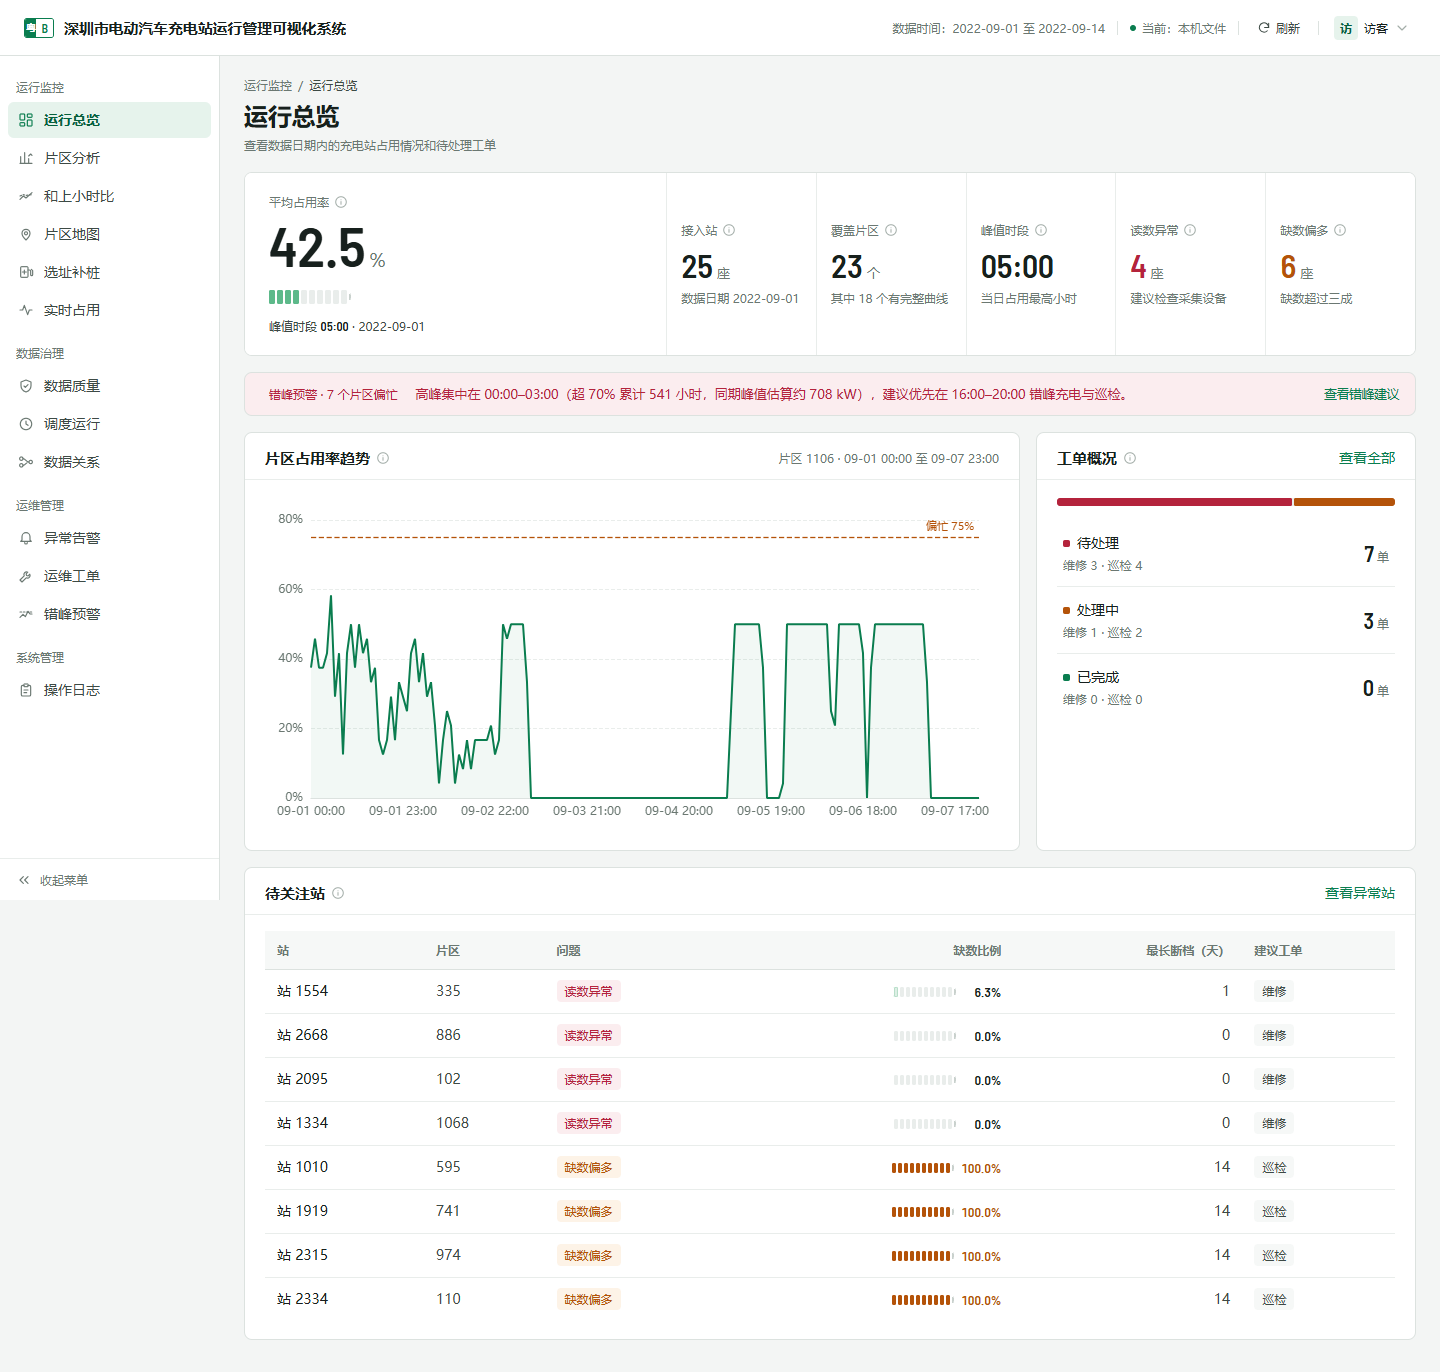 粤 B 深圳市电动汽车充电站运行管理可视化系统
数据时间：2022-09-01 至 2022-09-14
当前：本机文件
刷新
访 访客
运行监控
运行总览
片区分析
和上小时比
片区地图
选址补桩
实时占用
数据治理
数据质量
调度运行
数据关系
运维管理
异常告警
运维工单
错峰预警
系统管理
操作日志
收起菜单
运行监控 / 运行总览
运行总览
查看数据日期内的充电站占用情况和待处理工单
平均占用率
42.5 %
峰值时段 05:00 · 2022-09-01
接入站
25 座
数据日期 2022-09-01
覆盖片区
23 个
其中 18 个有完整曲线
峰值时段
05:00
当日占用最高小时
读数异常
4 座
建议检查采集设备
缺数偏多
6 座
缺数超过三成
错峰预警 · 7 个片区偏忙 高峰集中在 00:00–03:00（超 70% 累计 541 小时，同期峰值估算约 708 kW），建议优先在 16:00–20:00 错峰充电与巡检。 查看错峰建议
片区占用率趋势
片区 1106 · 09-01 00:00 至 09-07 23:00
80%
偏忙 75%
60%
40%
20%
0%
09-01 00:00 09-01 23:00 09-02 22:00 09-03 21:00 09-04 20:00 09-05 19:00 09-06 18:00 09-07 17:00
工单概况 查看全部
待处理
维修 3 · 巡检 4
7 单
处理中
维修 1 · 巡检 2
3 单
已完成
维修 0 · 巡检 0
0 单
待关注站 查看异常站
站 片区 问题 缺数比例 最长断档（天） 建议工单
站 1554 335 读数异常 6.3% 1 维修
站 2668 886 读数异常 0.0% 0 维修
站 2095 102 读数异常 0.0% 0 维修
站 1334 1068 读数异常 0.0% 0 维修
站 1010 595 缺数偏多 100.0% 14 巡检
站 1919 741 缺数偏多 100.0% 14 巡检
站 2315 974 缺数偏多 100.0% 14 巡检
站 2334 110 缺数偏多 100.0% 14 巡检